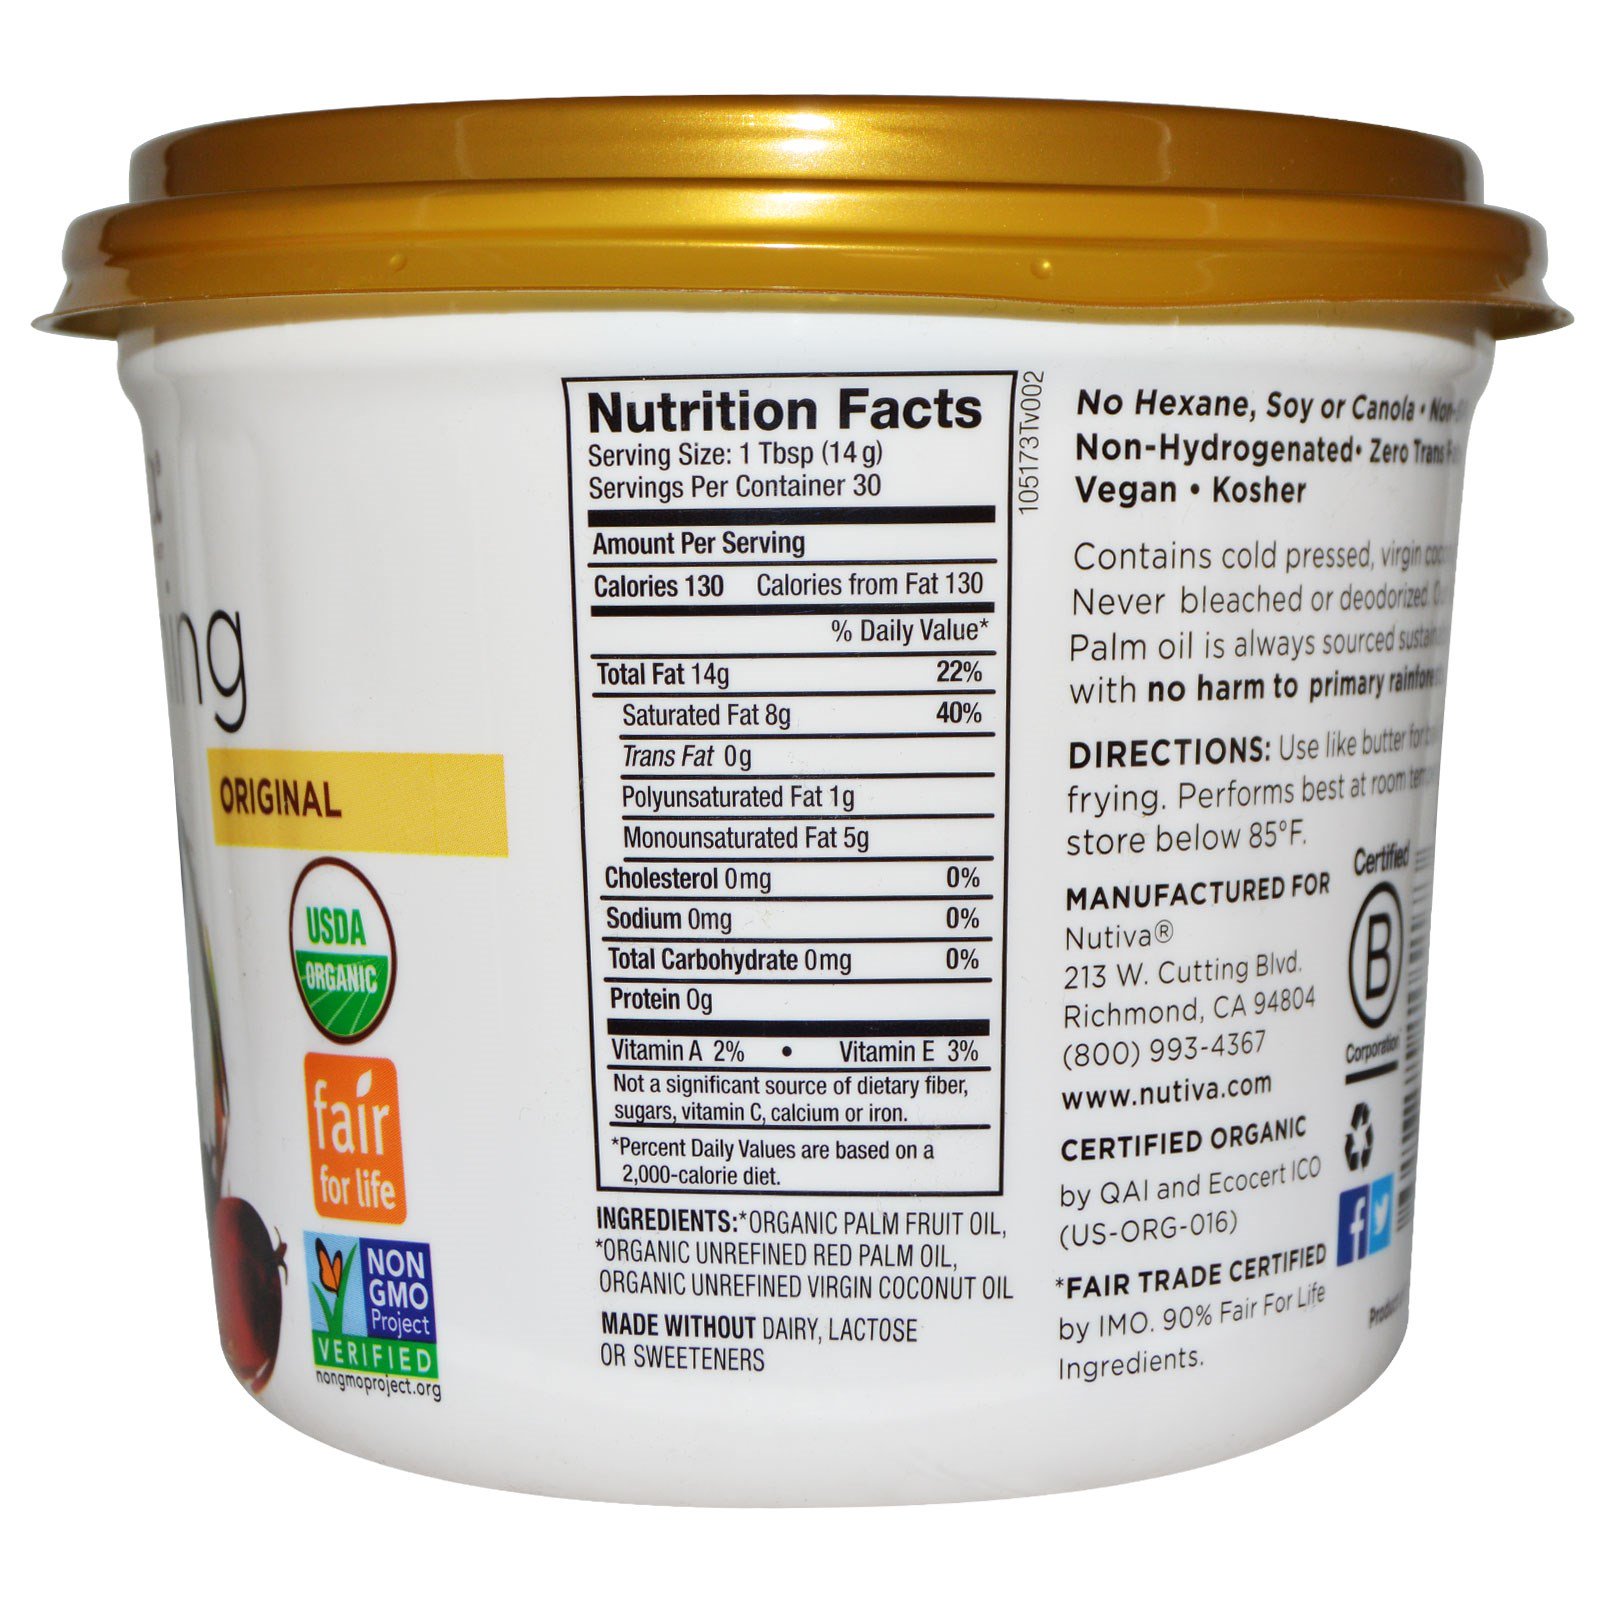 ing
ORIGINAL
USDA
ORGANIC
fair
for life
NON
GMO
Project
VERIFIED
nongmoproject.org
Nutrition Facts
Serving Size: 1 Tbsp (14 g)
Servings Per Container 30
Amount Per Serving
Calories 130 Calories from Fat 130
% Daily Value*
Total Fat 14g 22%
Saturated Fat 8g 40%
Trans Fat 0g
Polyunsaturated Fat 1g
Monounsaturated Fat 5g
Cholesterol 0mg 0%
Sodium 0mg 0%
Total Carbohydrate 0mg 0%
Protein 0g
Vitamin A 2% • Vitamin E 3%
Not a significant source of dietary fiber,
sugars, vitamin C, calcium or iron.
*Percent Daily Values are based on a
2,000-calorie diet.
INGREDIENTS:*ORGANIC PALM FRUIT OIL,
*ORGANIC UNREFINED RED PALM OIL,
ORGANIC UNREFINED VIRGIN COCONUT OIL
MADE WITHOUT DAIRY, LACTOSE
OR SWEETENERS
105173Tv002
No Hexane, Soy or Canola •
Non-Hydrogenated• Zero Trans
Vegan • Kosher
Contains cold pressed, virgin
Never bleached or deodorized.
Palm oil is always sourced
with no harm to primary
DIRECTIONS: Use like butter for
frying. Performs best at room
store below 85°F.
MANUFACTURED FOR
Nutiva®
213 W. Cutting Blvd.
Richmond, CA 94804
(800) 993-4367
www.nutiva.com
CERTIFIED ORGANIC
by QAI and Ecocert ICO
(US-ORG-016)
*FAIR TRADE CERTIFIED
by IMO. 90% Fair For Life
Ingredients.
Certified
B
Corporation
f